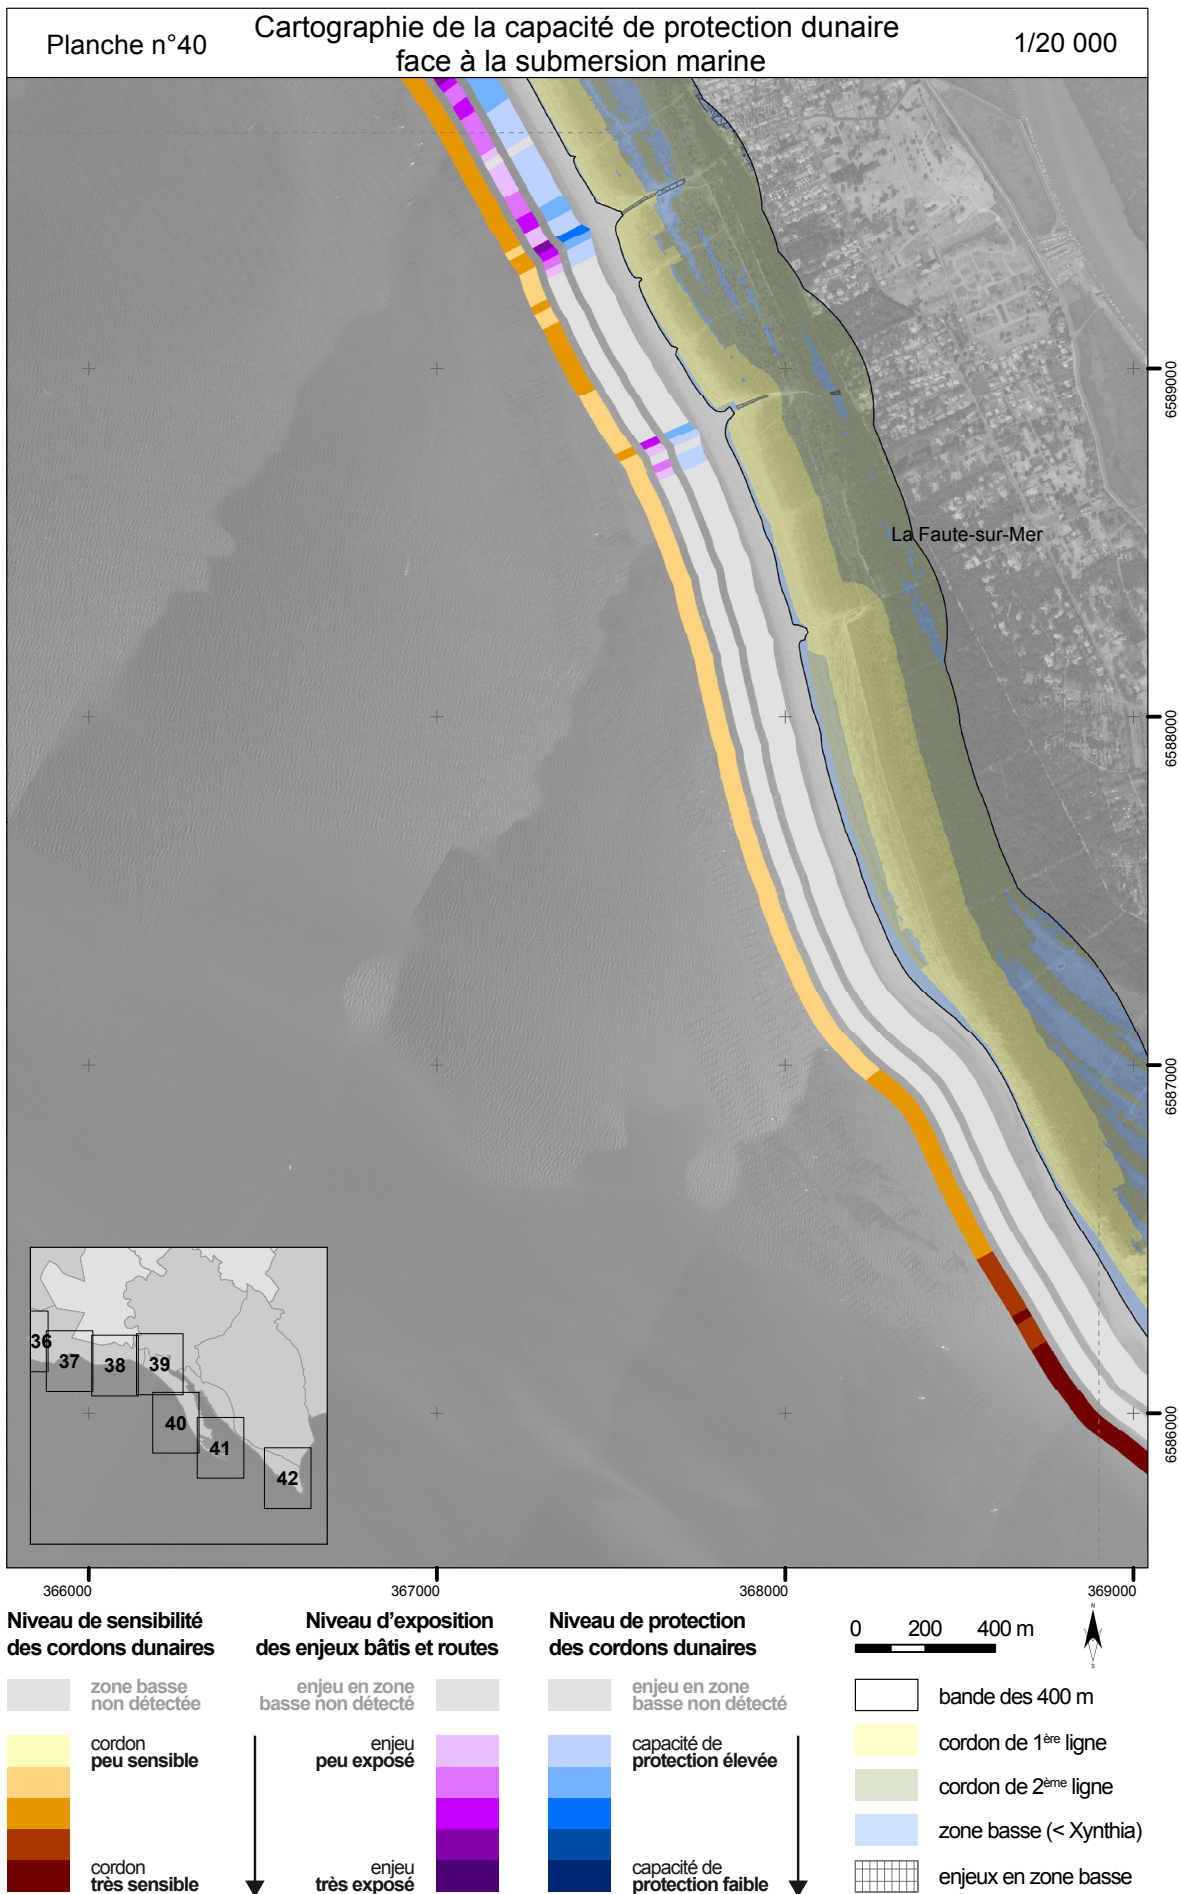 Planche n°40
Cartographie de la capacité de protection dunaire
face à la submersion marine
1/20 000
6589000
La Faute-sur-Mer
6588000
6587000
6586000
36
37
38
39
40
41
42
366000
367000
368000
369000
Niveau de sensibilité
des cordons dunaires
zone basse
non détectée
cordon
peu sensible
cordon
très sensible
Niveau d'exposition
des enjeux bâtis et routes
enjeu en zone
basse non détecté
enjeu
peu exposé
enjeu
très exposé
Niveau de protection
des cordons dunaires
enjeu en zone
basse non détecté
capacité de
protection élevée
capacité de
protection faible
0 200 400 m
N
S
bande des 400 m
cordon de 1ère ligne
cordon de 2ème ligne
zone basse (< Xynthia)
enjeux en zone basse